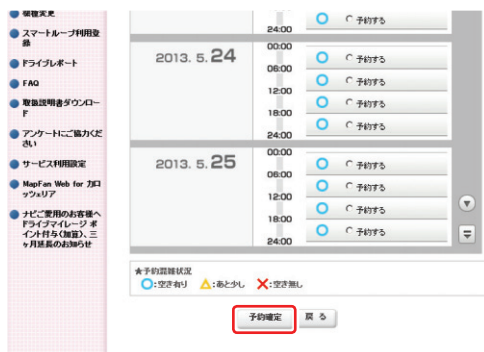 機種変更
スマートループ利用登
録
ドライブレポート
FAQ
取扱説明書ダウンロー
ド
アンケートにご協力くだ
さい
サービス利用設定
MapFan Web for カロ
ッツェリア
ナビご愛用のお客様へ
ドライブマイレージ ポ
イント付与(加算)、三
ヶ月延長のお知らせ
予約する
24:00
2013. 5. 24
00:00
予約する
06:00
予約する
12:00
予約する
18:00
予約する
24:00
2013. 5. 25
00:00
予約する
06:00
予約する
12:00
予約する
18:00
予約する
24:00
★予約混雑状況
○:空き有り △:あと少し ×:空き無し
予約確定 戻る